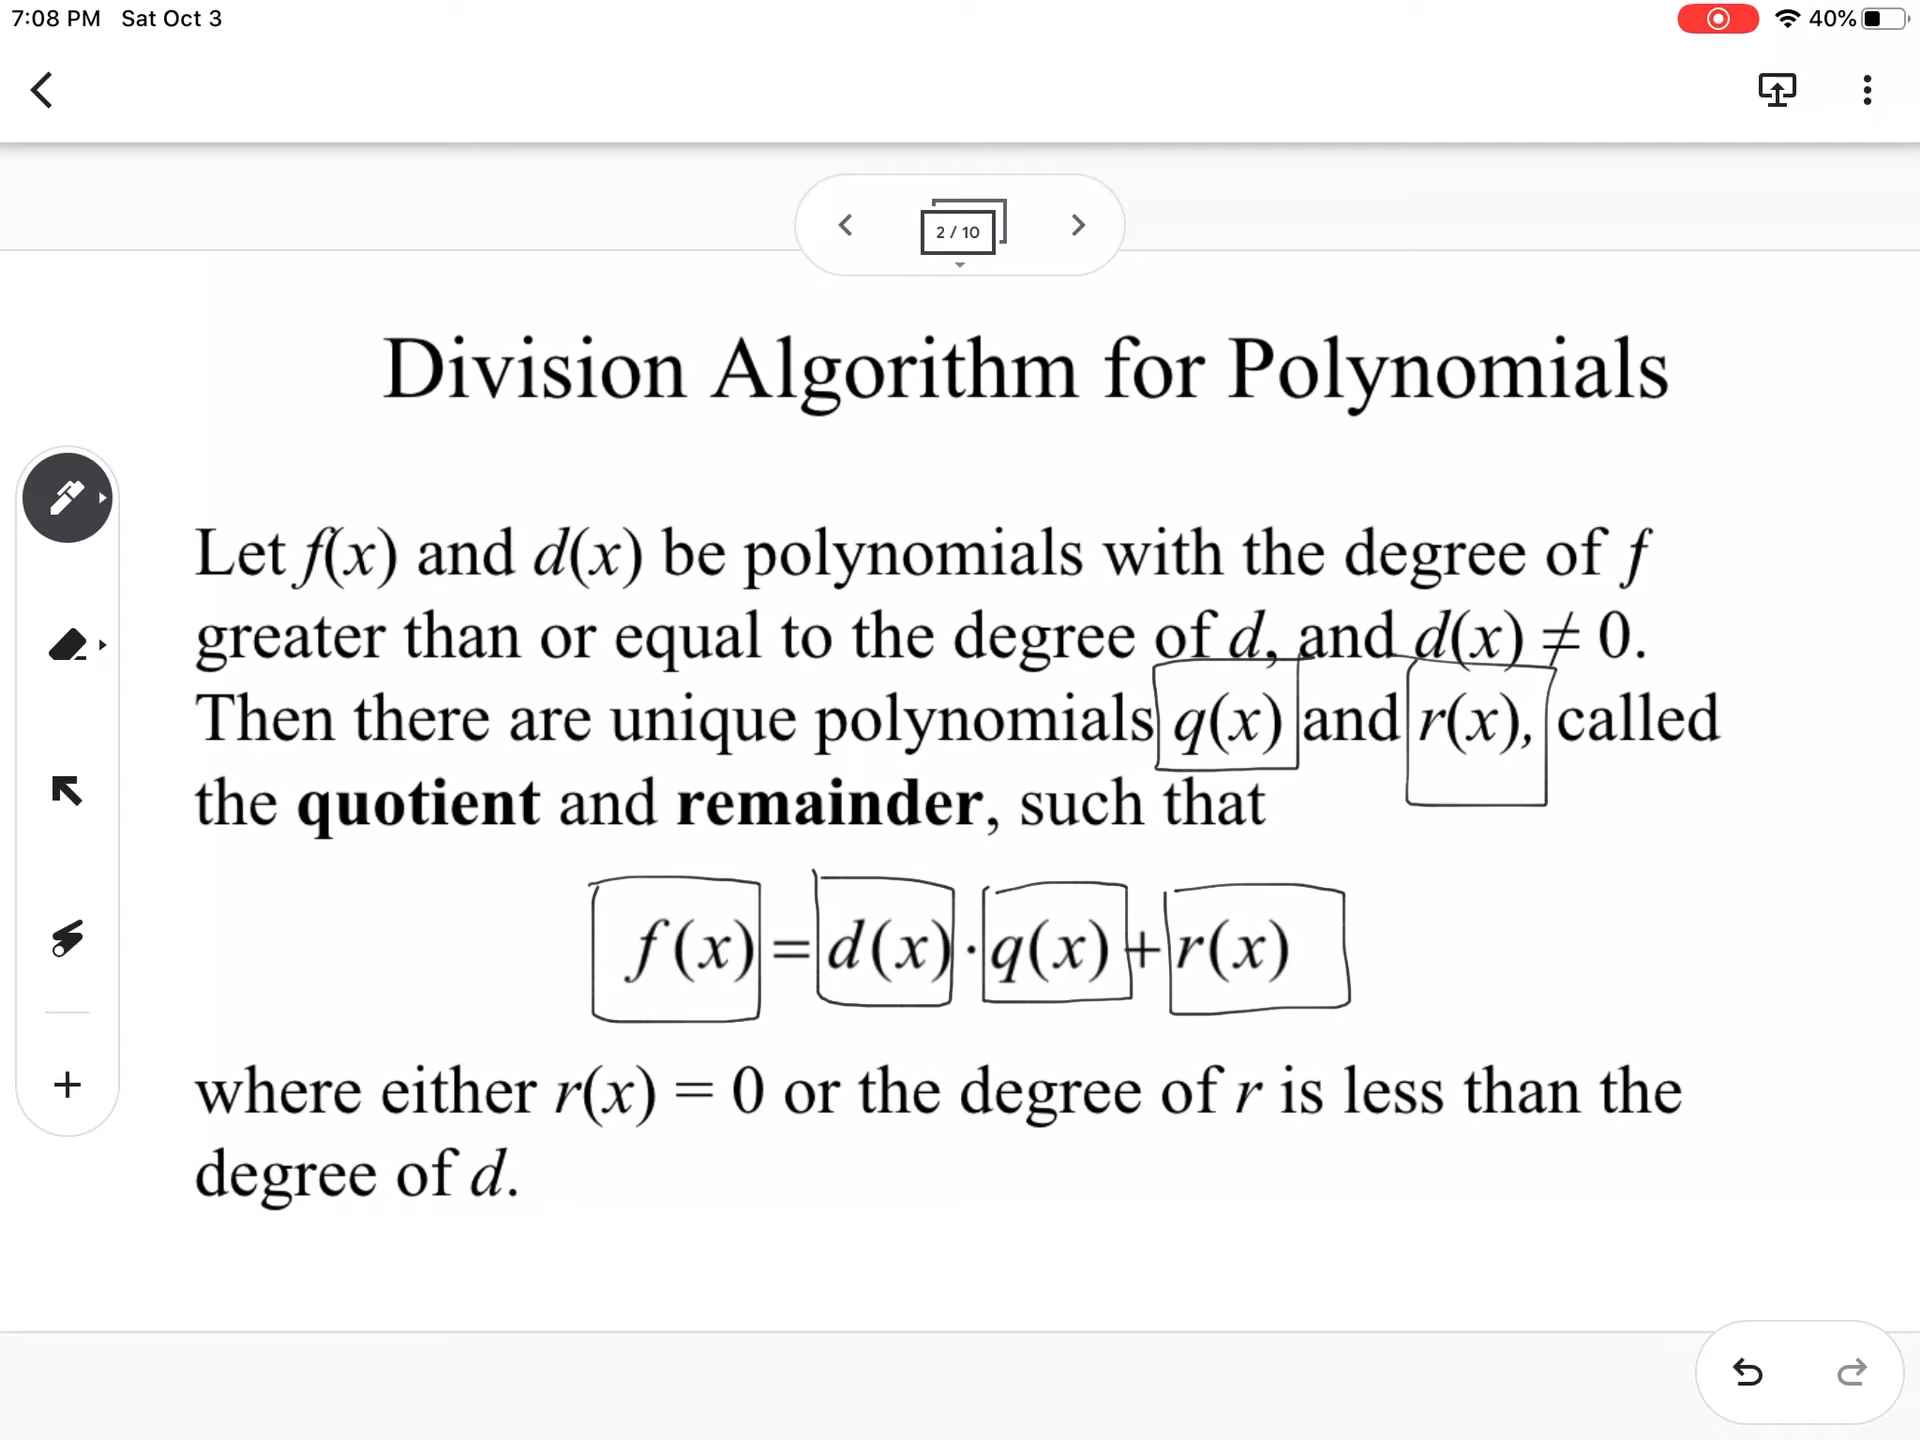 7:08 PM Sat Oct 3
40%
2 / 10
Division Algorithm for Polynomials
Let f(x) and d(x) be polynomials with the degree of f
greater than or equal to the degree of d, and d(x) ≠ 0.
Then there are unique polynomials q(x) and r(x), called
the quotient and remainder, such that
f(x) = d(x) · q(x) + r(x)
where either r(x) = 0 or the degree of r is less than the
degree of d.